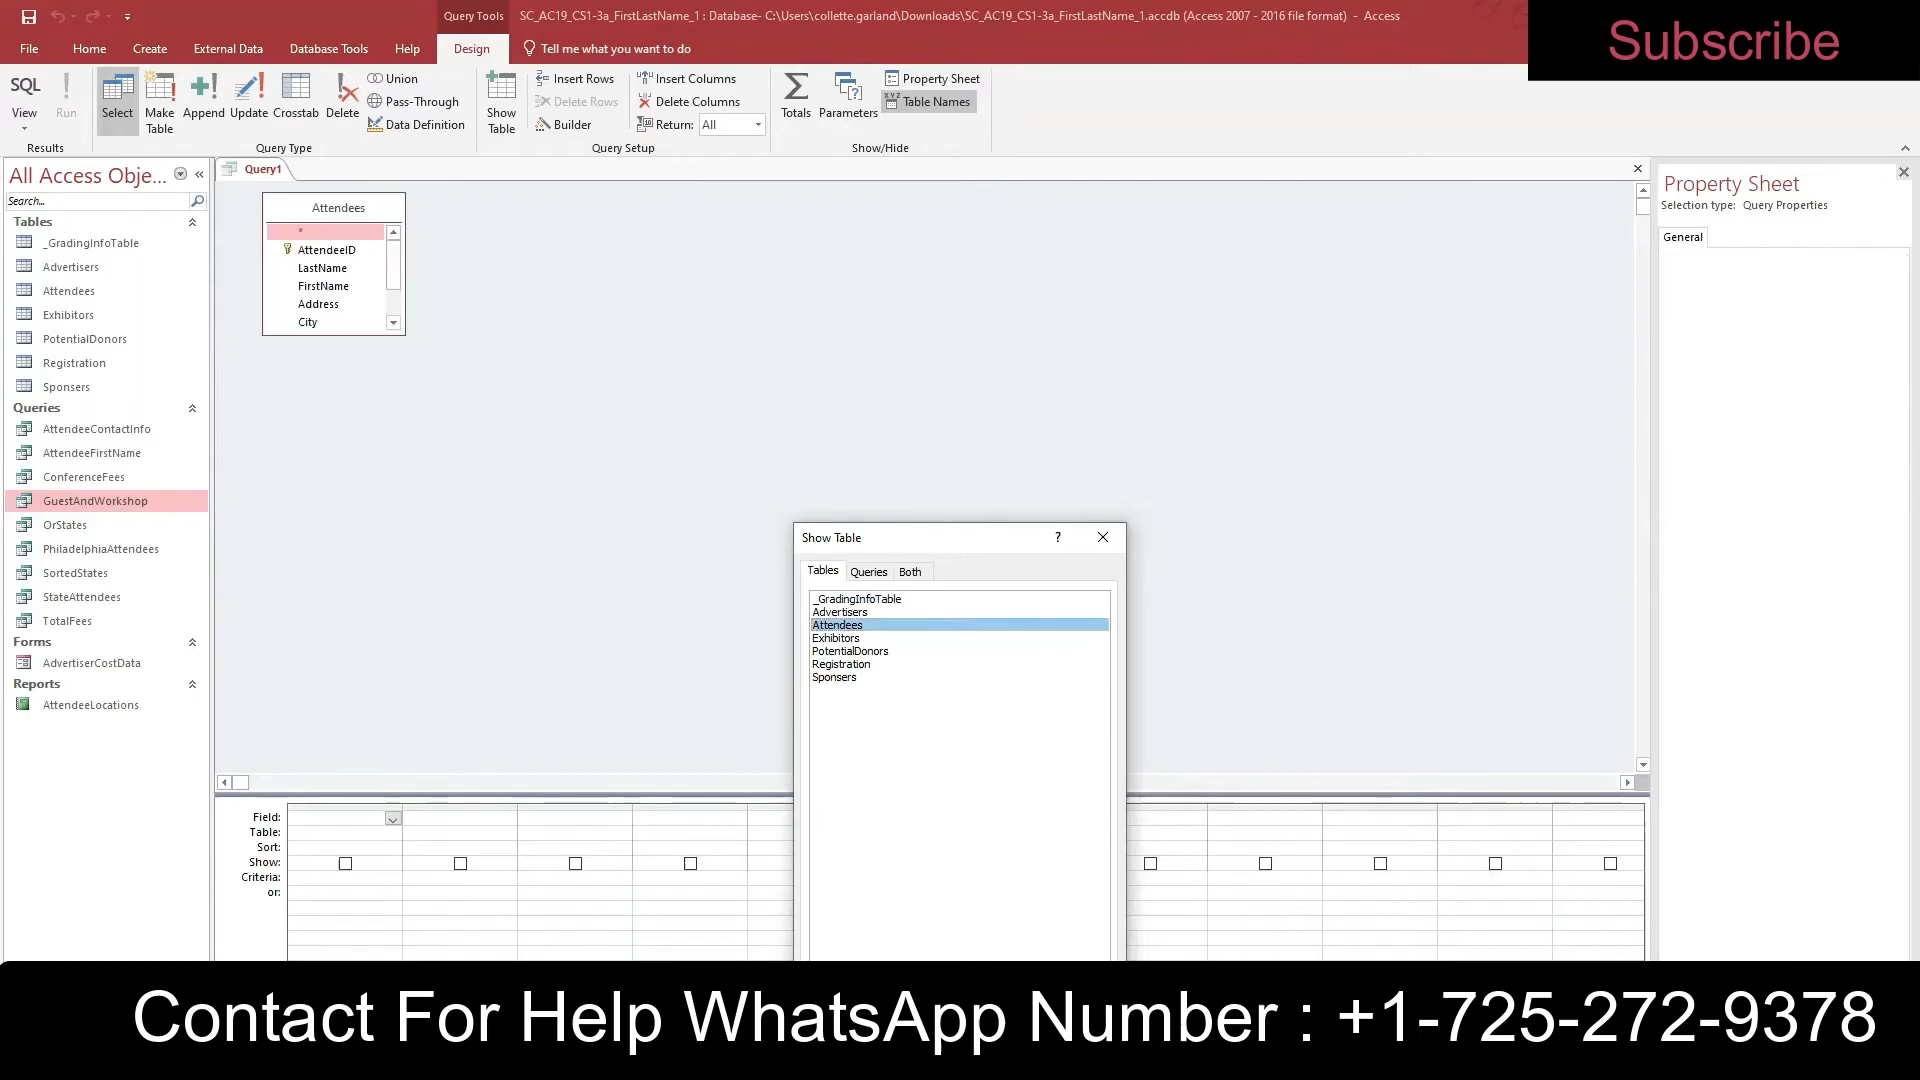 Query Tools
SC_AC19_CS1-3a_FirstLastName_1 : Database- C:\Users\collette.garland\Downloads\SC_AC19_CS1-3a_FirstLastName_1.accdb (Access 2007 - 2016 file format) - Access
Subscribe
File Home Create External Data Database Tools Help Design Tell me what you want to do
SQL
View
Run
Results
Select
Make
Table
Append
Update
Crosstab
Delete
Union
Pass-Through
Data Definition
Query Type
Show
Table
Insert Rows
Delete Rows
Builder
Insert Columns
Delete Columns
Return: All
Query Setup
Totals
Parameters
Property Sheet
XYZ Table Names
Show/Hide
All Access Obje...
Search...
Tables
_GradingInfoTable
Advertisers
Attendees
Exhibitors
PotentialDonors
Registration
Sponsers
Queries
AttendeeContactInfo
AttendeeFirstName
ConferenceFees
GuestAndWorkshop
OrStates
PhiladelphiaAttendees
SortedStates
StateAttendees
TotalFees
Forms
AdvertiserCostData
Reports
AttendeeLocations
Query1
Attendees
*
AttendeeID
LastName
FirstName
Address
City
Show Table
?
Tables Queries Both
_GradingInfoTable
Advertisers
Attendees
Exhibitors
PotentialDonors
Registration
Sponsers
Field:
Table:
Sort:
Show:
Criteria:
or:
Property Sheet
Selection type: Query Properties
General
Contact For Help WhatsApp Number : +1-725-272-9378